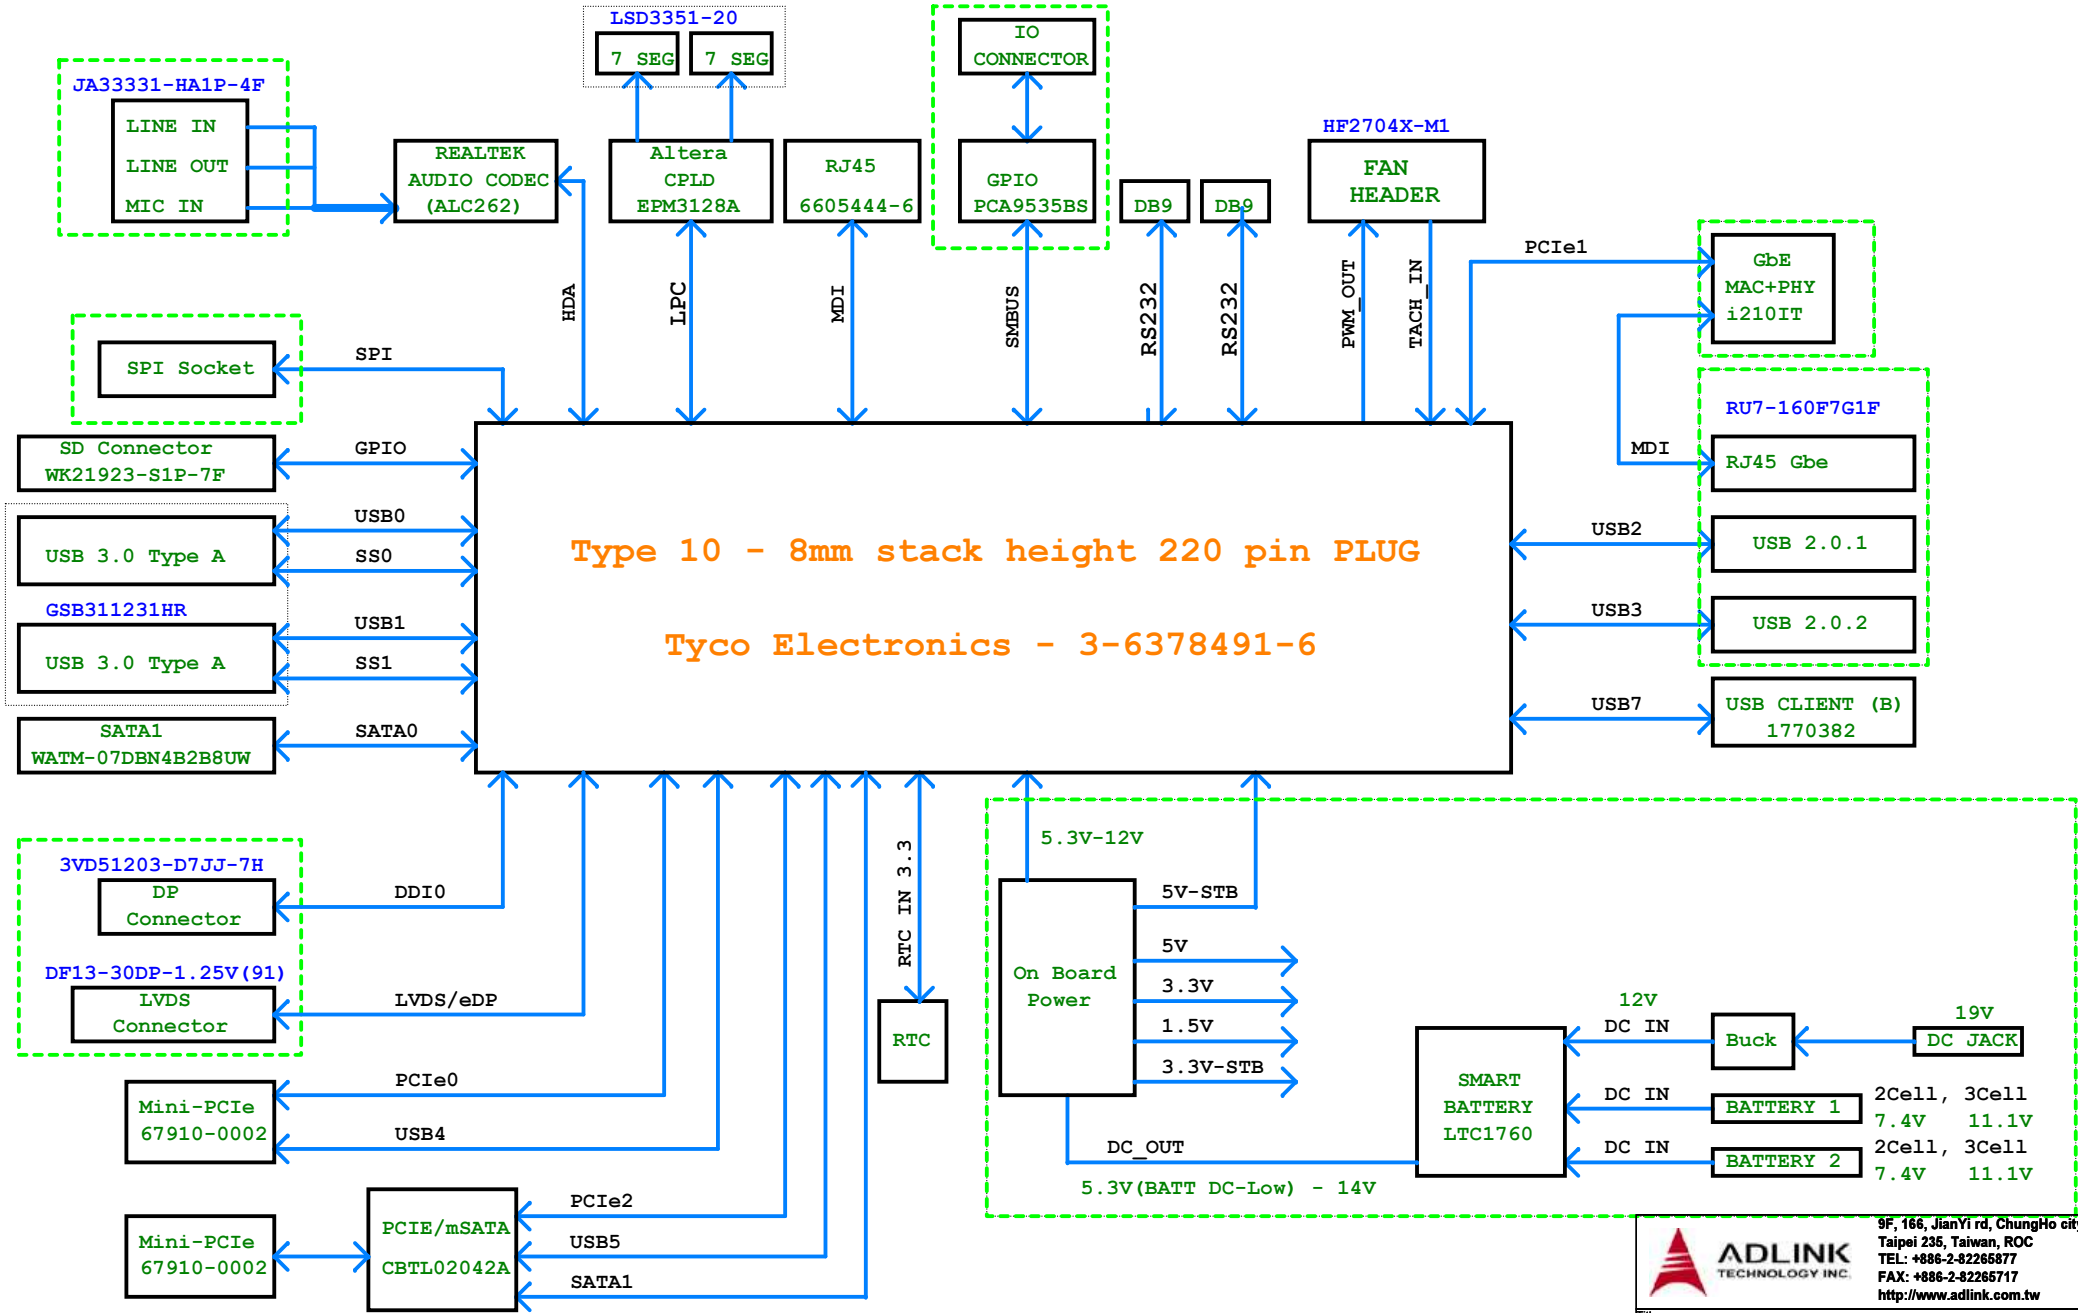 LSD3351-20
7 SEG
7 SEG
IO
CONNECTOR
JA33331-HA1P-4F
LINE IN
LINE OUT
MIC IN
REALTEK
AUDIO CODEC
(ALC262)
Altera
CPLD
EPM3128A
RJ45
6605444-6
GPIO
PCA9535BS
DB9
DB9
HF2704X-M1
FAN
HEADER
HDA
LPC
MDI
SMBUS
RS232
RS232
PWM_OUT
TACH_IN
PCIe1
GbE
MAC+PHY
i210IT
SPI Socket
SPI
RU7-160F7G1F
MDI
RJ45 Gbe
SD Connector
WK21923-S1P-7F
GPIO
USB 3.0 Type A
USB0
SS0
GSB311231HR
USB 3.0 Type A
USB1
SS1
SATA1
WATM-07DBN4B2B8UW
SATA0
Type 10 - 8mm stack height 220 pin PLUG
Tyco Electronics - 3-6378491-6
USB2
USB 2.0.1
USB3
USB 2.0.2
USB7
USB CLIENT (B)
1770382
3VD51203-D7JJ-7H
DP
Connector
DDI0
DF13-30DP-1.25V(91)
LVDS
Connector
LVDS/eDP
Mini-PCIe
67910-0002
PCIe0
USB4
Mini-PCIe
67910-0002
PCIE/mSATA
CBTL02042A
PCIe2
USB5
SATA1
RTC IN 3.3
RTC
5.3V-12V
On Board
Power
5V-STB
5V
3.3V
1.5V
3.3V-STB
DC_OUT
5.3V(BATT DC-Low) - 14V
SMART
BATTERY
LTC1760
12V
DC IN
Buck
19V
DC JACK
DC IN
BATTERY 1
2Cell, 3Cell
7.4V 11.1V
DC IN
BATTERY 2
2Cell, 3Cell
7.4V 11.1V
ADLINK
TECHNOLOGY INC.
9F, 166, JianYi rd, ChungHo city
Taipei 235, Taiwan, ROC
TEL: +886-2-82265877
FAX: +886-2-82265717
http://www.adlink.com.tw